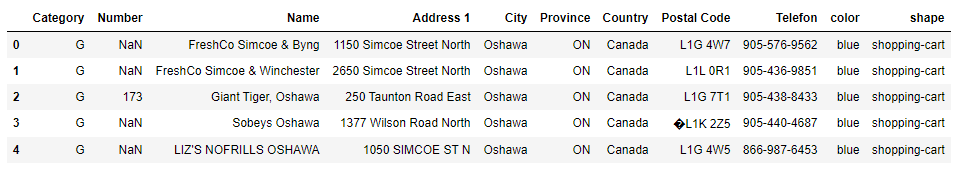 Category Number Name Address 1 City Province Country Postal Code Telefon color shape
0 G NaN FreshCo Simcoe & Byng 1150 Simcoe Street North Oshawa ON Canada L1G 4W7 905-576-9562 blue shopping-cart
1 G NaN FreshCo Simcoe & Winchester 2650 Simcoe Street North Oshawa ON Canada L1L 0R1 905-436-9851 blue shopping-cart
2 G 173 Giant Tiger, Oshawa 250 Taunton Road East Oshawa ON Canada L1G 7T1 905-438-8433 blue shopping-cart
3 G NaN Sobeys Oshawa 1377 Wilson Road North Oshawa ON Canada �L1K 2Z5 905-440-4687 blue shopping-cart
4 G NaN LIZ'S NOFRILLS OSHAWA 1050 SIMCOE ST N Oshawa ON Canada L1G 4W5 866-987-6453 blue shopping-cart